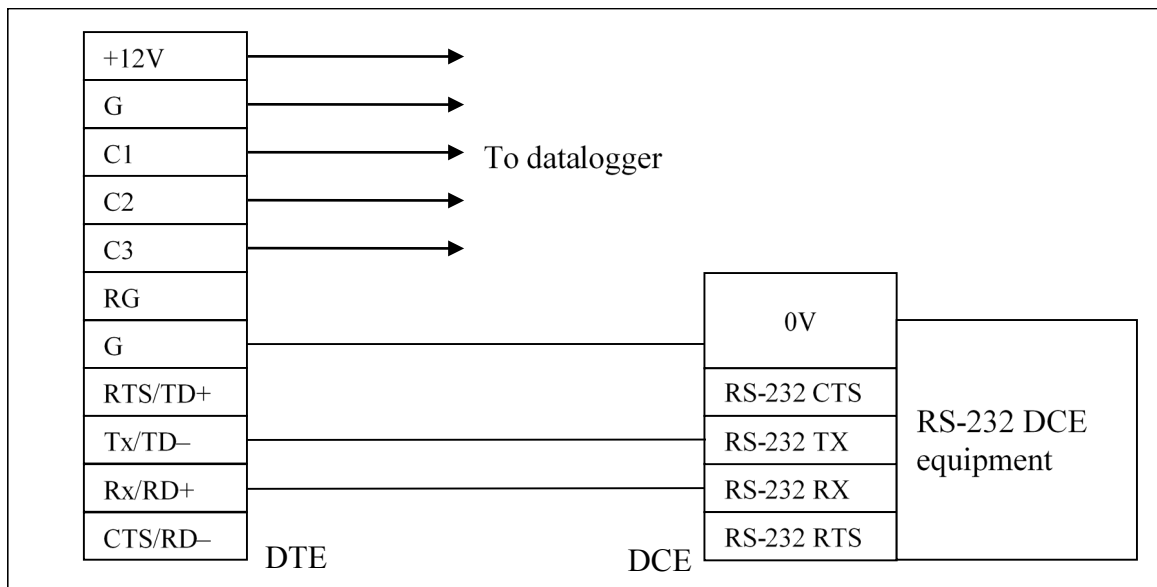 +12V
G
C1
C2
C3
To datalogger
RG
G
RTS/TD+
Tx/TD–
Rx/RD+
CTS/RD–
DTE
DCE
0V
RS-232 CTS
RS-232 TX
RS-232 RX
RS-232 RTS
RS-232 DCE
equipment